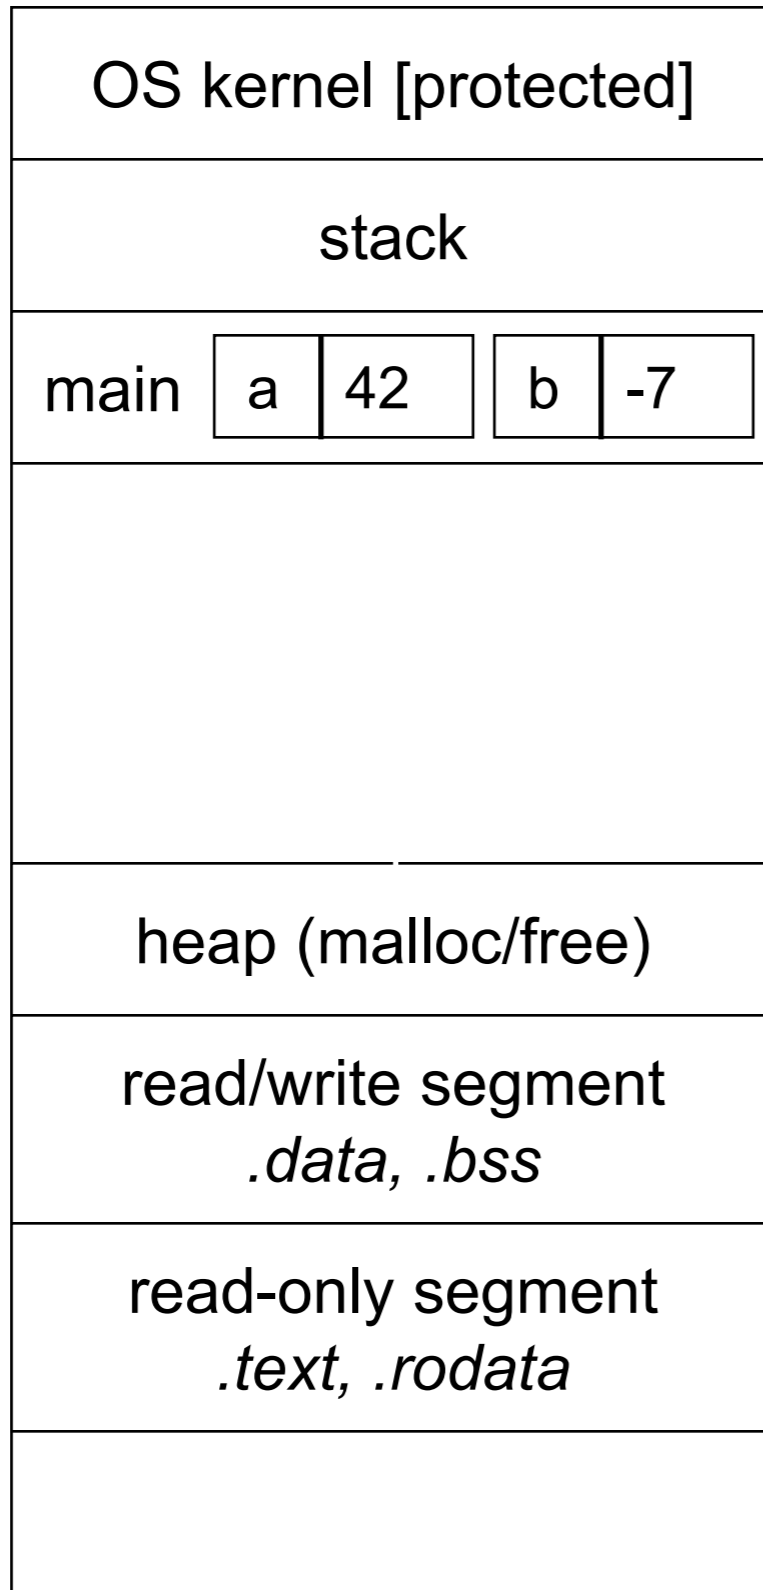 OS kernel [protected]
stack
main a 42 b -7
heap (malloc/free)
read/write segment
.data, .bss
read-only segment
.text, .rodata